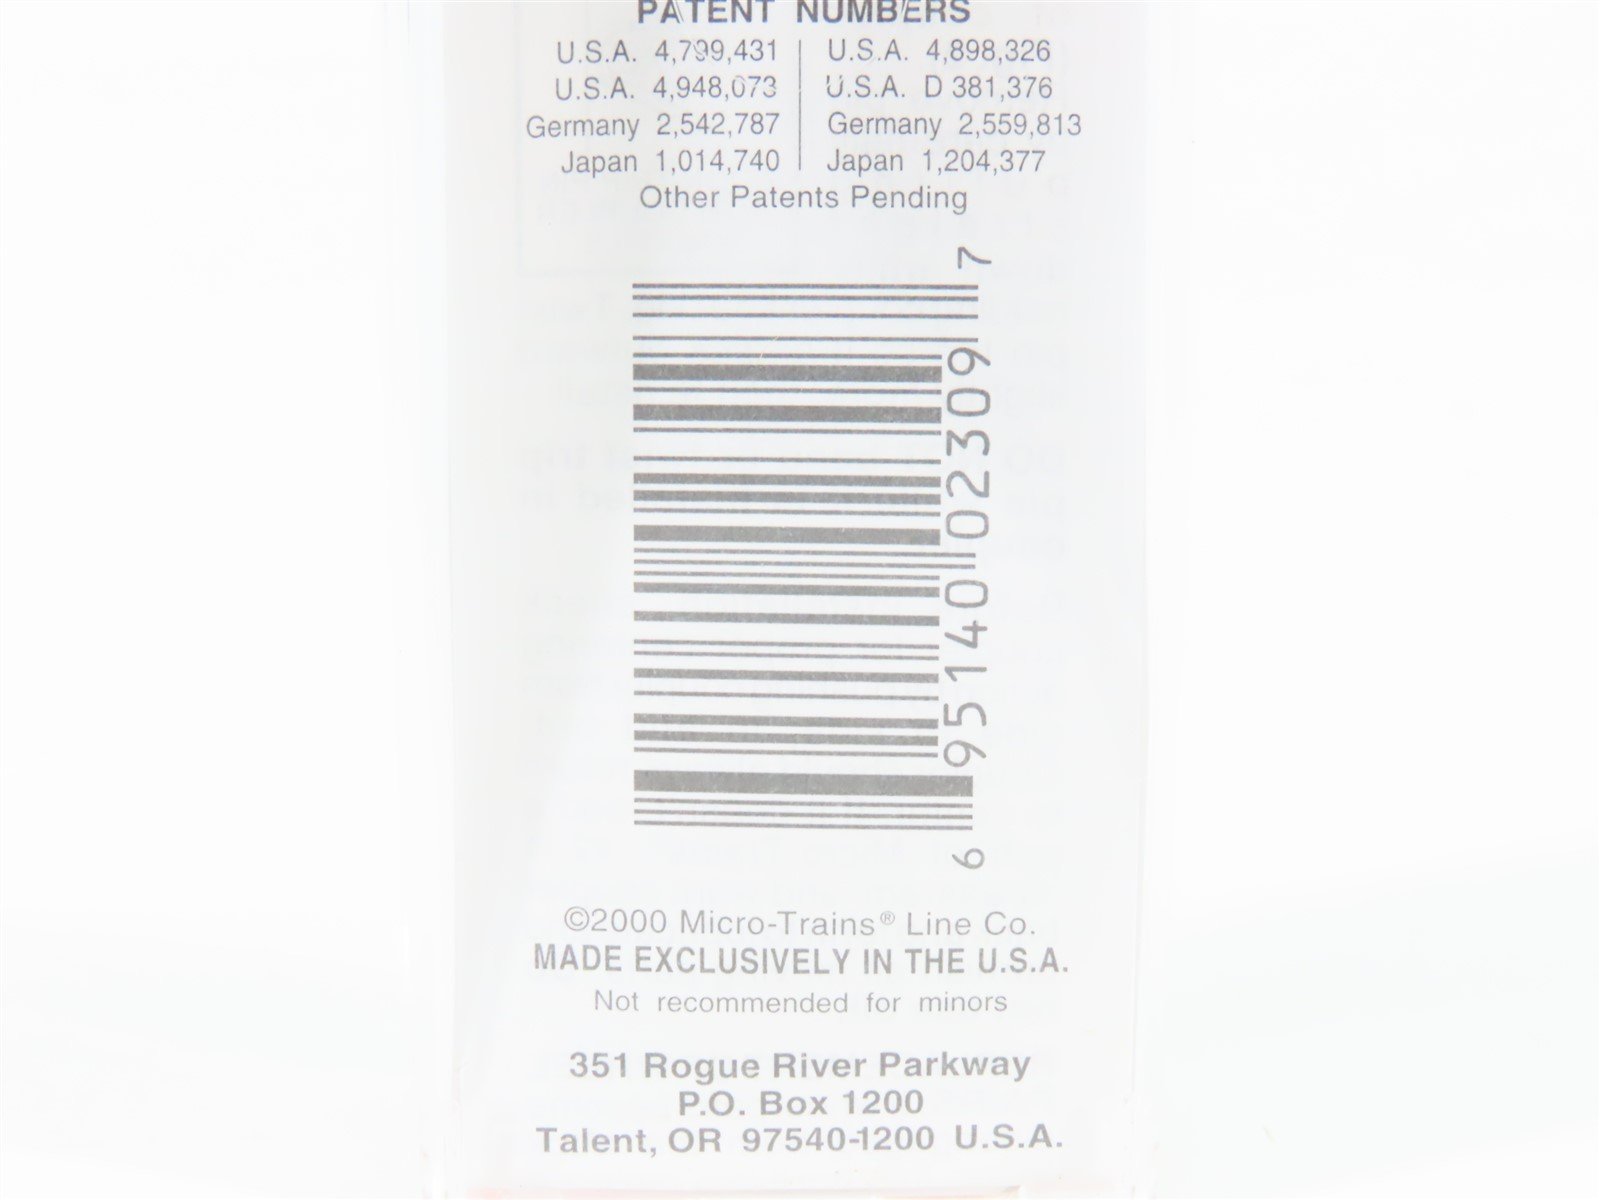 PATENT NUMBERS
U.S.A. 4,799,431 | U.S.A. 4,898,326
U.S.A. 4,948,073 | U.S.A. D 381,376
Germany 2,542,787 | Germany 2,559,813
Japan 1,014,740 | Japan 1,204,377
Other Patents Pending
6 95140 02309 7
©2000 Micro-Trains® Line Co.
MADE EXCLUSIVELY IN THE U.S.A.
Not recommended for minors
351 Rogue River Parkway
P.O. Box 1200
Talent, OR 97540-1200 U.S.A.